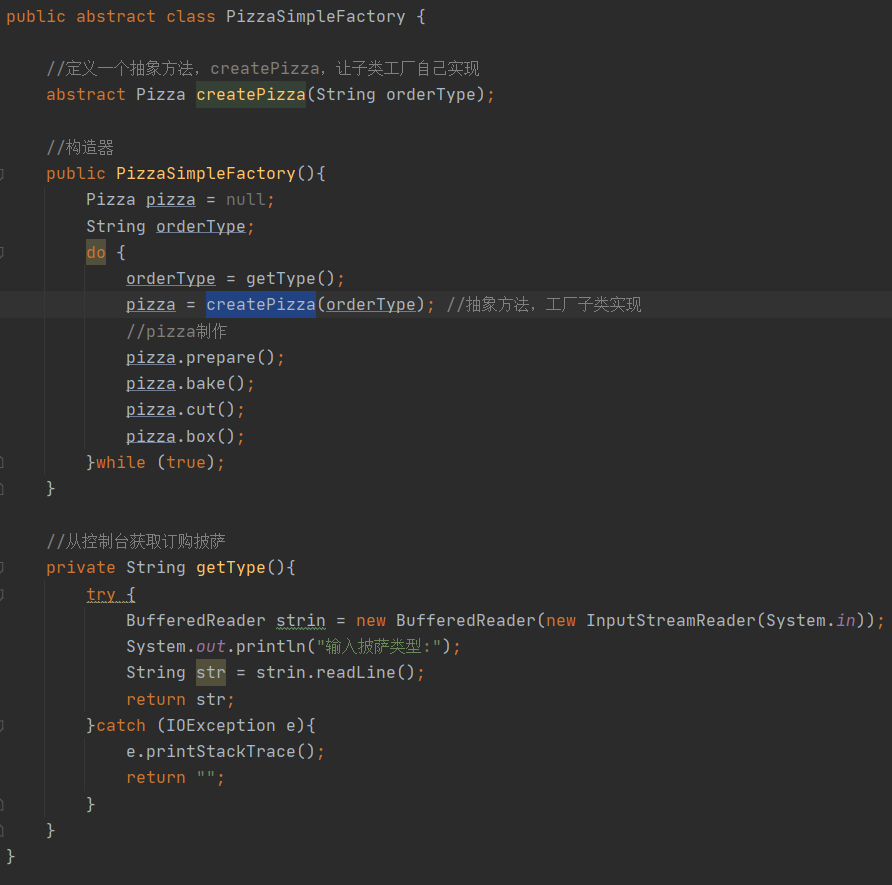 public abstract class PizzaSimpleFactory {
//定义一个抽象方法，createPizza，让子类工厂自己实现
abstract Pizza createPizza(String orderType);
//构造器
public PizzaSimpleFactory(){
Pizza pizza = null;
String orderType;
do {
orderType = getType();
pizza = createPizza(orderType); //抽象方法，工厂子类实现
//pizza制作
pizza.prepare();
pizza.bake();
pizza.cut();
pizza.box();
}while (true);
}
//从控制台获取订购披萨
private String getType(){
try {
BufferedReader strin = new BufferedReader(new InputStreamReader(System.in));
System.out.println("输入披萨类型:");
String str = strin.readLine();
return str;
}catch (IOException e){
e.printStackTrace();
return "";
}
}
}